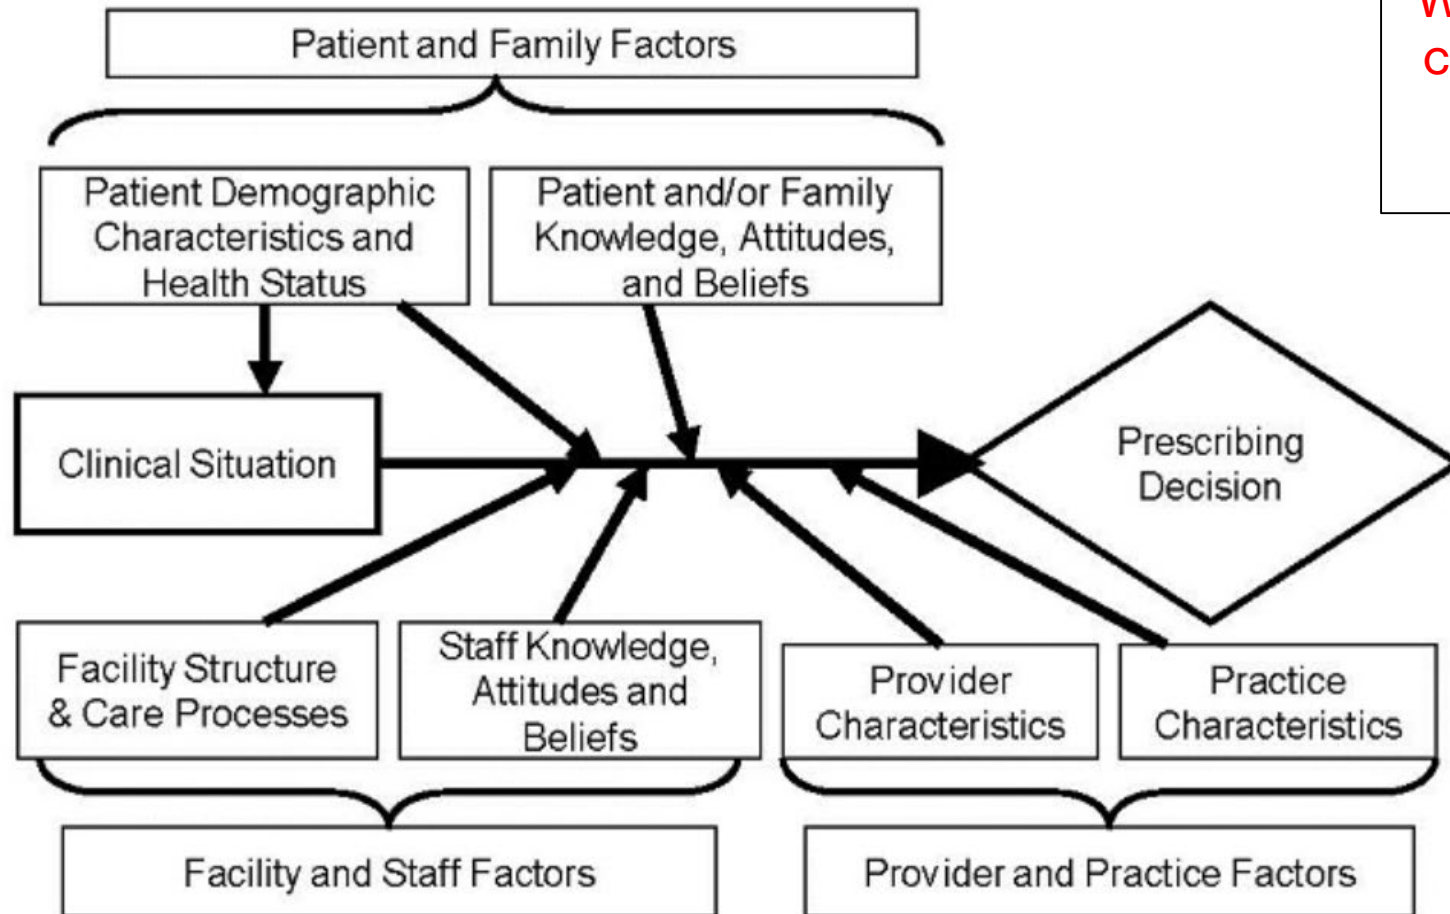 Patient and Family Factors
Patient Demographic
Characteristics and
Health Status
Patient and/or Family
Knowledge, Attitudes,
and Beliefs
Clinical Situation
Prescribing
Decision
Facility Structure
& Care Processes
Staff Knowledge,
Attitudes and
Beliefs
Provider
Characteristics
Practice
Characteristics
Facility and Staff Factors
Provider and Practice Factors